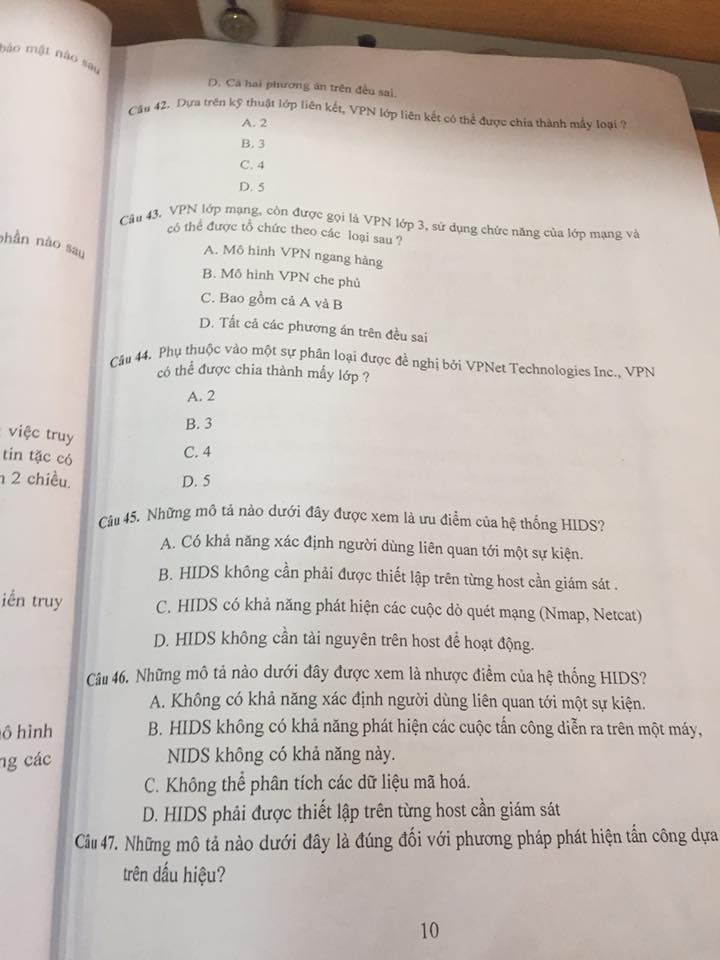 bảo mật nào sau
phần nào sau
việc truy
tin tặc có
2 chiều.
iển truy
ô hình
ng các
D. Cả hai phương án trên đều sai.
Câu 42. Dựa trên kỹ thuật lớp liên kết, VPN lớp liên kết có thể được chia thành mấy loại ?
A. 2
B. 3
C. 4
D. 5
Câu 43. VPN lớp mạng, còn được gọi là VPN lớp 3, sử dụng chức năng của lớp mạng và
có thể được tổ chức theo các loại sau ?
A. Mô hình VPN ngang hàng
B. Mô hình VPN che phủ
C. Bao gồm cả A và B
D. Tất cả các phương án trên đều sai
Câu 44. Phụ thuộc vào một sự phân loại được đề nghị bởi VPNet Technologies Inc., VPN
có thể được chia thành mấy lớp ?
A. 2
B. 3
C. 4
D. 5
Câu 45. Những mô tả nào dưới đây được xem là ưu điểm của hệ thống HIDS?
A. Có khả năng xác định người dùng liên quan tới một sự kiện.
B. HIDS không cần phải được thiết lập trên từng host cần giám sát .
C. HIDS có khả năng phát hiện các cuộc dò quét mạng (Nmap, Netcat)
D. HIDS không cần tài nguyên trên host để hoạt động.
Câu 46. Những mô tả nào dưới đây được xem là nhược điểm của hệ thống HIDS?
A. Không có khả năng xác định người dùng liên quan tới một sự kiện.
B. HIDS không có khả năng phát hiện các cuộc tấn công diễn ra trên một máy,
NIDS không có khả năng này.
C. Không thể phân tích các dữ liệu mã hoá.
D. HIDS phải được thiết lập trên từng host cần giám sát
Câu 47. Những mô tả nào dưới đây là đúng đối với phương pháp phát hiện tấn công dựa
trên dấu hiệu?
10